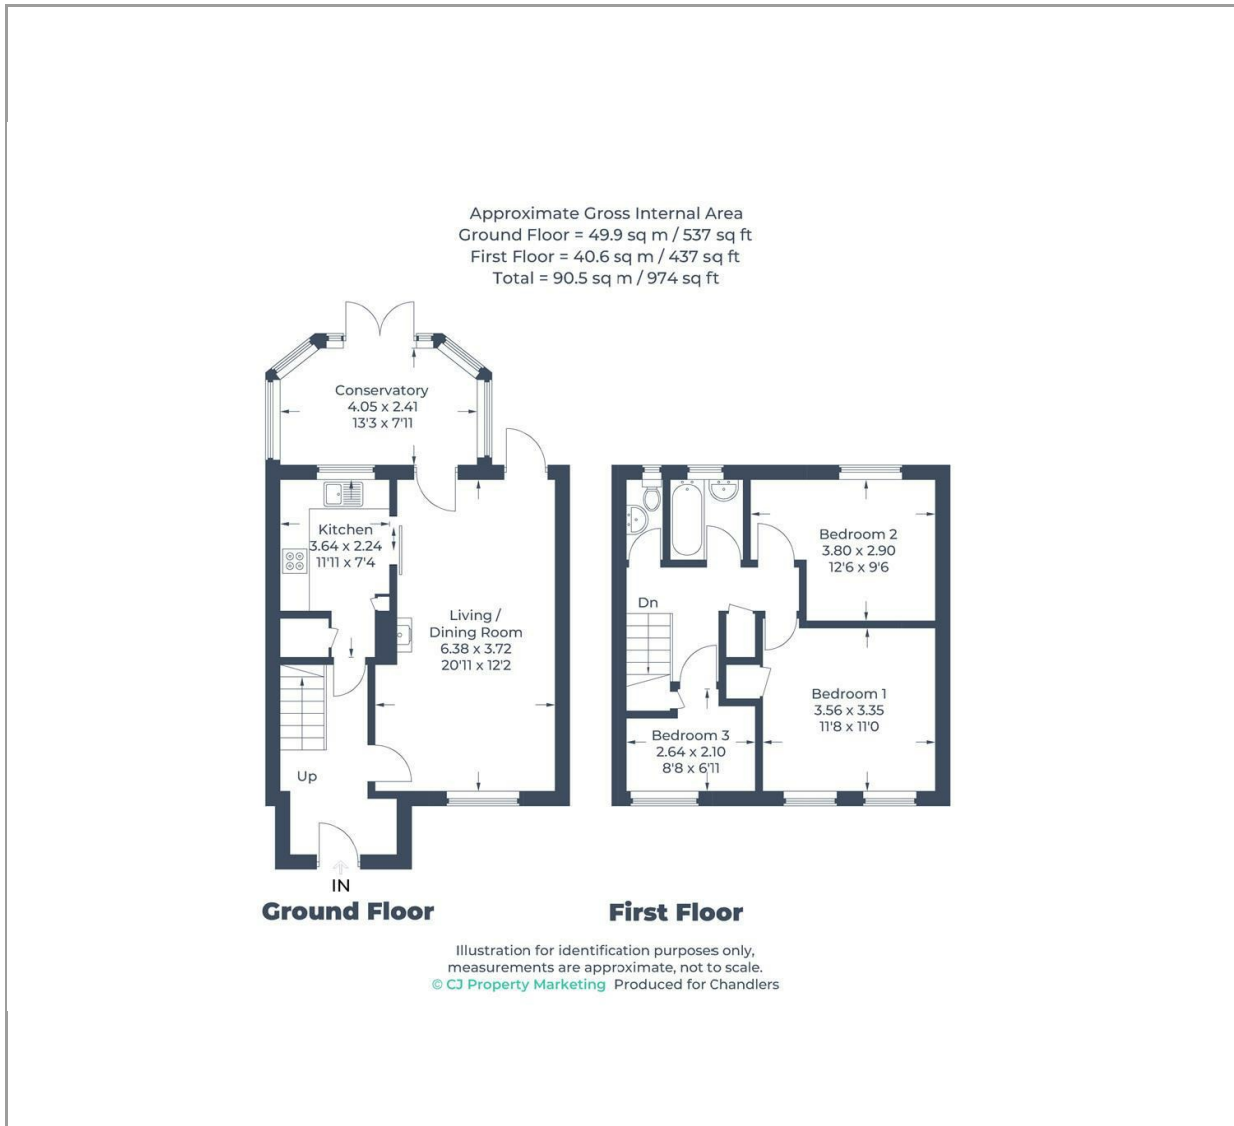 Approximate Gross Internal Area
Ground Floor = 49.9 sq m / 537 sq ft
First Floor = 40.6 sq m / 437 sq ft
Total = 90.5 sq m / 974 sq ft
Conservatory
4.05 x 2.41
13'3 x 7'11
Kitchen
3.64 x 2.24
11'11 x 7'4
Living /
Dining Room
6.38 x 3.72
20'11 x 12'2
Up
IN
Ground Floor
Bedroom 2
3.80 x 2.90
12'6 x 9'6
Dn
Bedroom 1
3.56 x 3.35
11'8 x 11'0
Bedroom 3
2.64 x 2.10
8'8 x 6'11
First Floor
Illustration for identification purposes only,
measurements are approximate, not to scale.
© CJ Property Marketing Produced for Chandlers